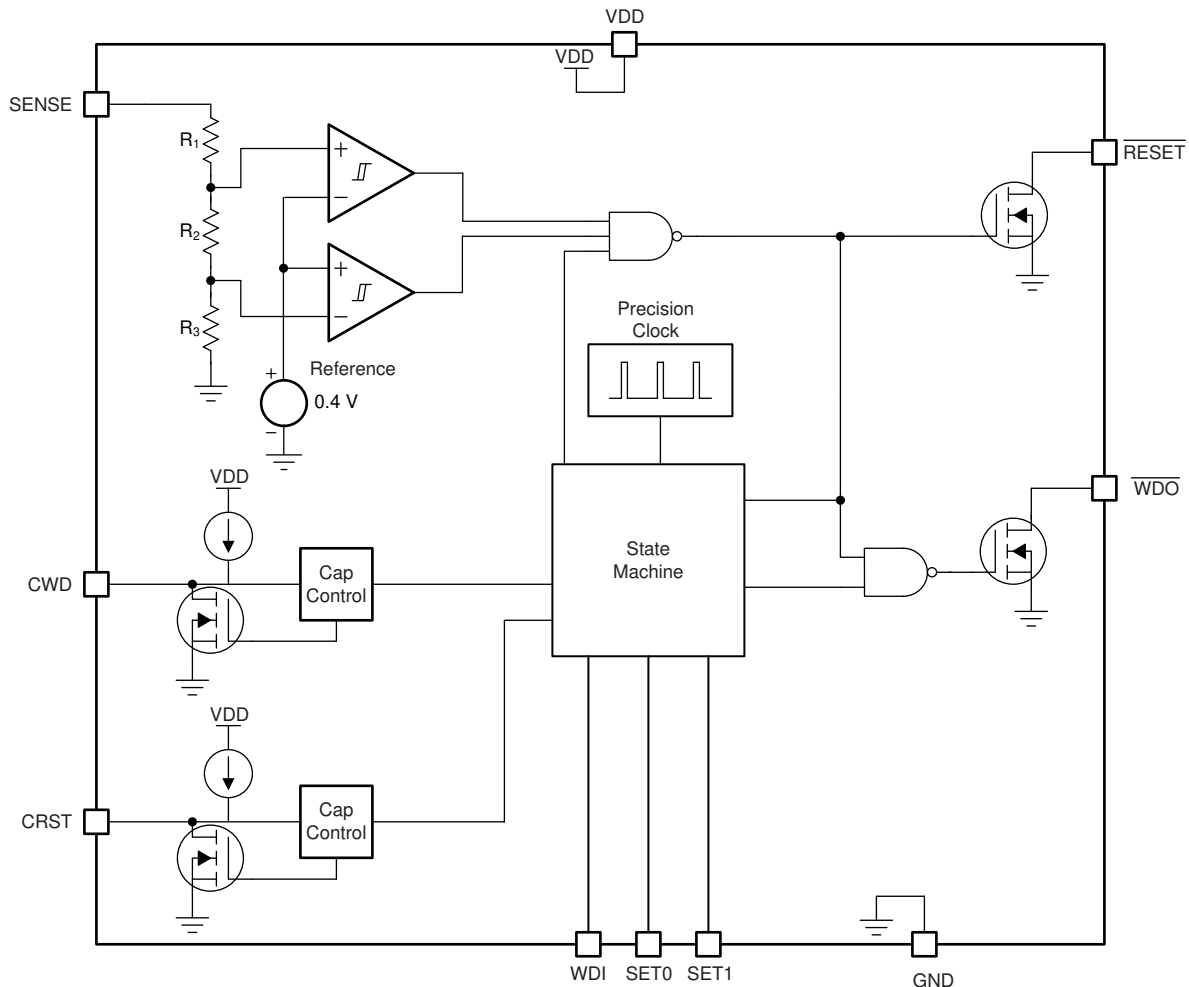 VDD
VDD
SENSE
R1
+
−
RESET
R2
+
−
R3
Precision
Clock
+
Reference
0.4 V
−
VDD
WDO
State
Machine
CWD
Cap
Control
VDD
CRST
Cap
Control
WDI
SET0
SET1
GND